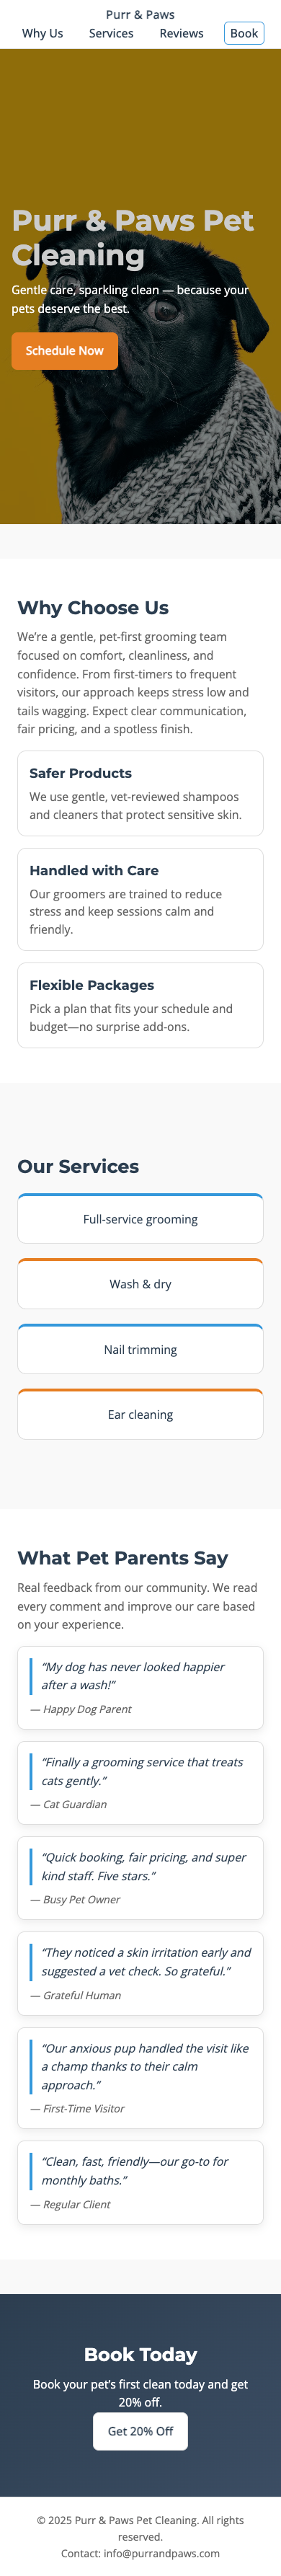 Purr & Paws
Why Us Services Reviews Book
Purr & Paws Pet
Cleaning
Gentle care, sparkling clean — because your
pets deserve the best.
Schedule Now
Why Choose Us
We’re a gentle, pet-first grooming team
focused on comfort, cleanliness, and
confidence. From first-timers to frequent
visitors, our approach keeps stress low and
tails wagging. Expect clear communication,
fair pricing, and a spotless finish.
Safer Products
We use gentle, vet-reviewed shampoos
and cleaners that protect sensitive skin.
Handled with Care
Our groomers are trained to reduce
stress and keep sessions calm and
friendly.
Flexible Packages
Pick a plan that fits your schedule and
budget—no surprise add-ons.
Our Services
Full-service grooming
Wash & dry
Nail trimming
Ear cleaning
What Pet Parents Say
Real feedback from our community. We read
every comment and improve our care based
on your experience.
“My dog has never looked happier
after a wash!”
— Happy Dog Parent
“Finally a grooming service that treats
cats gently.”
— Cat Guardian
“Quick booking, fair pricing, and super
kind staff. Five stars.”
— Busy Pet Owner
“They noticed a skin irritation early and
suggested a vet check. So grateful.”
— Grateful Human
“Our anxious pup handled the visit like
a champ thanks to their calm
approach.”
— First-Time Visitor
“Clean, fast, friendly—our go-to for
monthly baths.”
— Regular Client
Book Today
Book your pet’s first clean today and get
20% off.
Get 20% Off
© 2025 Purr & Paws Pet Cleaning. All rights
reserved.
Contact: info@purrandpaws.com